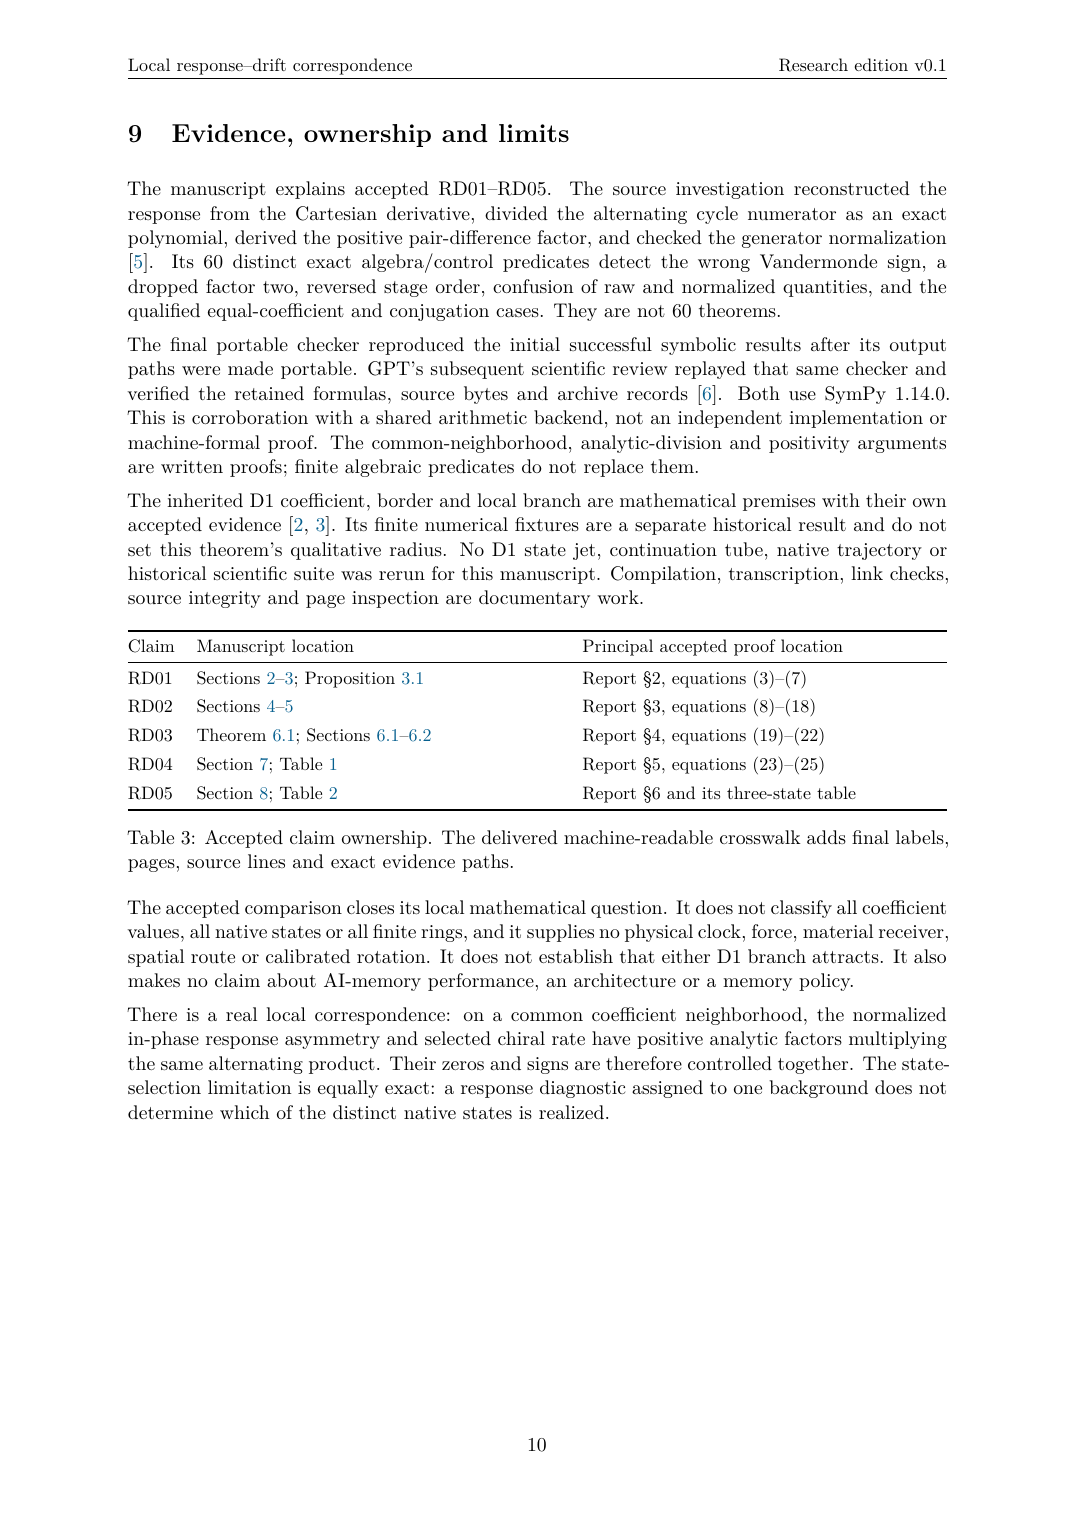 Local response–drift correspondence Research edition v0.1
9 Evidence, ownership and limits
The manuscript explains accepted RD01–RD05. The source investigation reconstructed the
response from the Cartesian derivative, divided the alternating cycle numerator as an exact
polynomial, derived the positive pair-difference factor, and checked the generator normalization
[5]. Its 60 distinct exact algebra/control predicates detect the wrong Vandermonde sign, a
dropped factor two, reversed stage order, confusion of raw and normalized quantities, and the
qualified equal-coefficient and conjugation cases. They are not 60 theorems.
The final portable checker reproduced the initial successful symbolic results after its output
paths were made portable. GPT's subsequent scientific review replayed that same checker and
verified the retained formulas, source bytes and archive records [6]. Both use SymPy 1.14.0.
This is corroboration with a shared arithmetic backend, not an independent implementation or
machine-formal proof. The common-neighborhood, analytic-division and positivity arguments
are written proofs; finite algebraic predicates do not replace them.
The inherited D1 coefficient, border and local branch are mathematical premises with their own
accepted evidence [2, 3]. Its finite numerical fixtures are a separate historical result and do not
set this theorem's qualitative radius. No D1 state jet, continuation tube, native trajectory or
historical scientific suite was rerun for this manuscript. Compilation, transcription, link checks,
source integrity and page inspection are documentary work.
Claim Manuscript location Principal accepted proof location
RD01 Sections 2–3; Proposition 3.1 Report §2, equations (3)–(7)
RD02 Sections 4–5 Report §3, equations (8)–(18)
RD03 Theorem 6.1; Sections 6.1–6.2 Report §4, equations (19)–(22)
RD04 Section 7; Table 1 Report §5, equations (23)–(25)
RD05 Section 8; Table 2 Report §6 and its three-state table
Table 3: Accepted claim ownership. The delivered machine-readable crosswalk adds final labels,
pages, source lines and exact evidence paths.
The accepted comparison closes its local mathematical question. It does not classify all coefficient
values, all native states or all finite rings, and it supplies no physical clock, force, material receiver,
spatial route or calibrated rotation. It does not establish that either D1 branch attracts. It also
makes no claim about AI-memory performance, an architecture or a memory policy.
There is a real local correspondence: on a common coefficient neighborhood, the normalized
in-phase response asymmetry and selected chiral rate have positive analytic factors multiplying
the same alternating product. Their zeros and signs are therefore controlled together. The state-
selection limitation is equally exact: a response diagnostic assigned to one background does not
determine which of the distinct native states is realized.
10